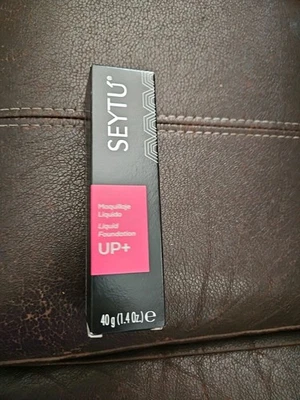 SEYTÚ®
Maquillaje
Líquido
Liquid
Foundation
UP+
40 g (1.4 Oz.) ℮